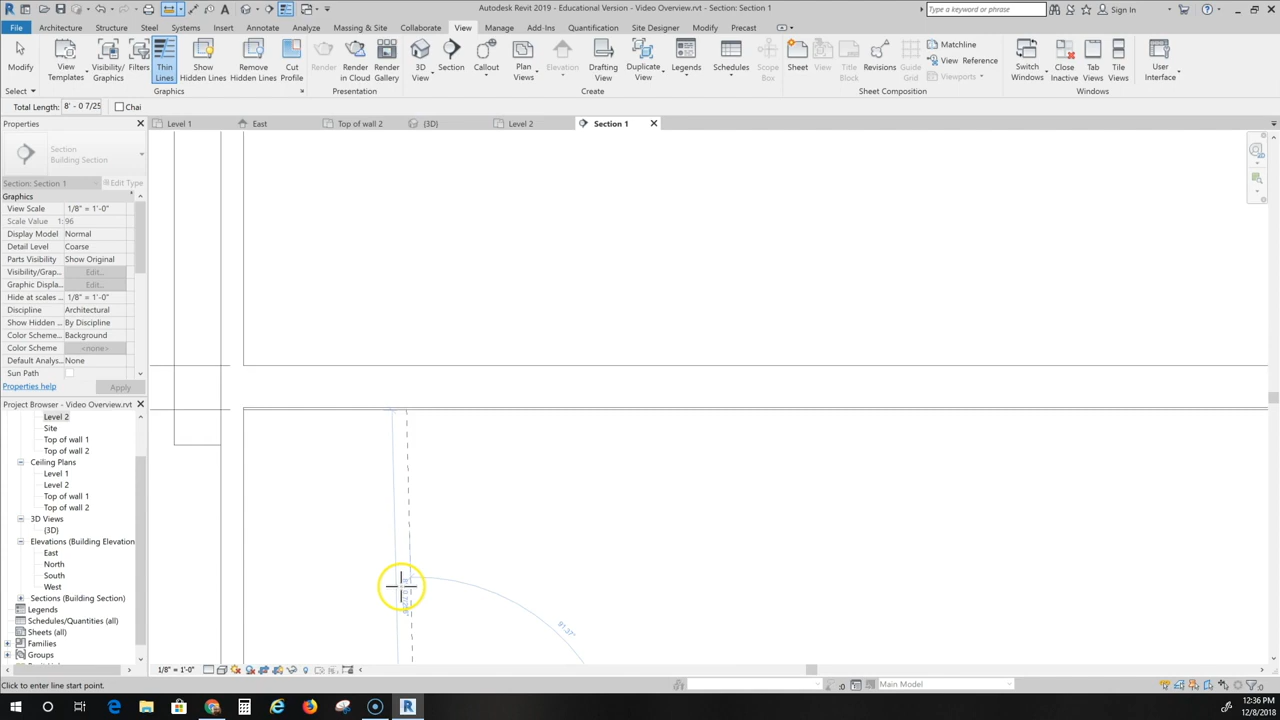 Autodesk Revit 2019 - Educational Version - Video Overview.rvt - Section: Section 1
Type a keyword or phrase
Sign In
File Architecture Structure Steel Systems Insert Annotate Analyze Massing & Site Collaborate View Manage Add-Ins Quantification Site Designer Modify Precast
Modify
View Templates
Visibility/ Graphics
Filters
Thin Lines
Show Hidden Lines
Remove Hidden Lines
Cut Profile
Render
Render in Cloud
Render Gallery
3D View
Section
Callout
Plan Views
Elevation
Drafting View
Duplicate View
Legends
Schedules
Scope Box
Sheet
View
Title Block
Revisions
Guide Grid
Matchline
View Reference
Viewports
Switch Windows
Close Inactive
Tab Views
Tile Views
User Interface
Select Graphics Presentation Create Sheet Composition Windows
Total Length: 8' - 0 7/25 Chai
Properties
Level 1 East Top of wall 2 {3D} Level 2 Section 1
Section
Building Section
Section: Section 1 Edit Type
Graphics
View Scale 1/8" = 1'-0"
Scale Value 1: 96
Display Model Normal
Detail Level Coarse
Parts Visibility Show Original
Visibility/Grap... Edit...
Graphic Displa... Edit...
Hide at scales ... 1/8" = 1'-0"
Discipline Architectural
Show Hidden ... By Discipline
Color Scheme... Background
Color Scheme <none>
Default Analys... None
Sun Path
Properties help Apply
Project Browser - Video Overview.rvt
Level 2
Site
Top of wall 1
Top of wall 2
Ceiling Plans
Level 1
Level 2
Top of wall 1
Top of wall 2
3D Views
{3D}
Elevations (Building Elevation
East
North
South
West
Sections (Building Section)
Legends
Schedules/Quantities (all)
Sheets (all)
Families
Groups
91.37°
1/8" = 1'-0"
Click to enter line start point.
:0
Main Model
:0
12:36 PM
12/8/2018